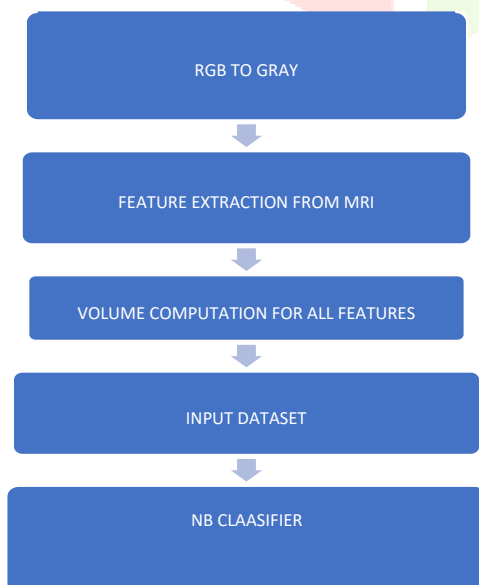 RGB TO GRAY
FEATURE EXTRACTION FROM MRI
VOLUME COMPUTATION FOR ALL FEATURES
INPUT DATASET
NB CLAASIFIER